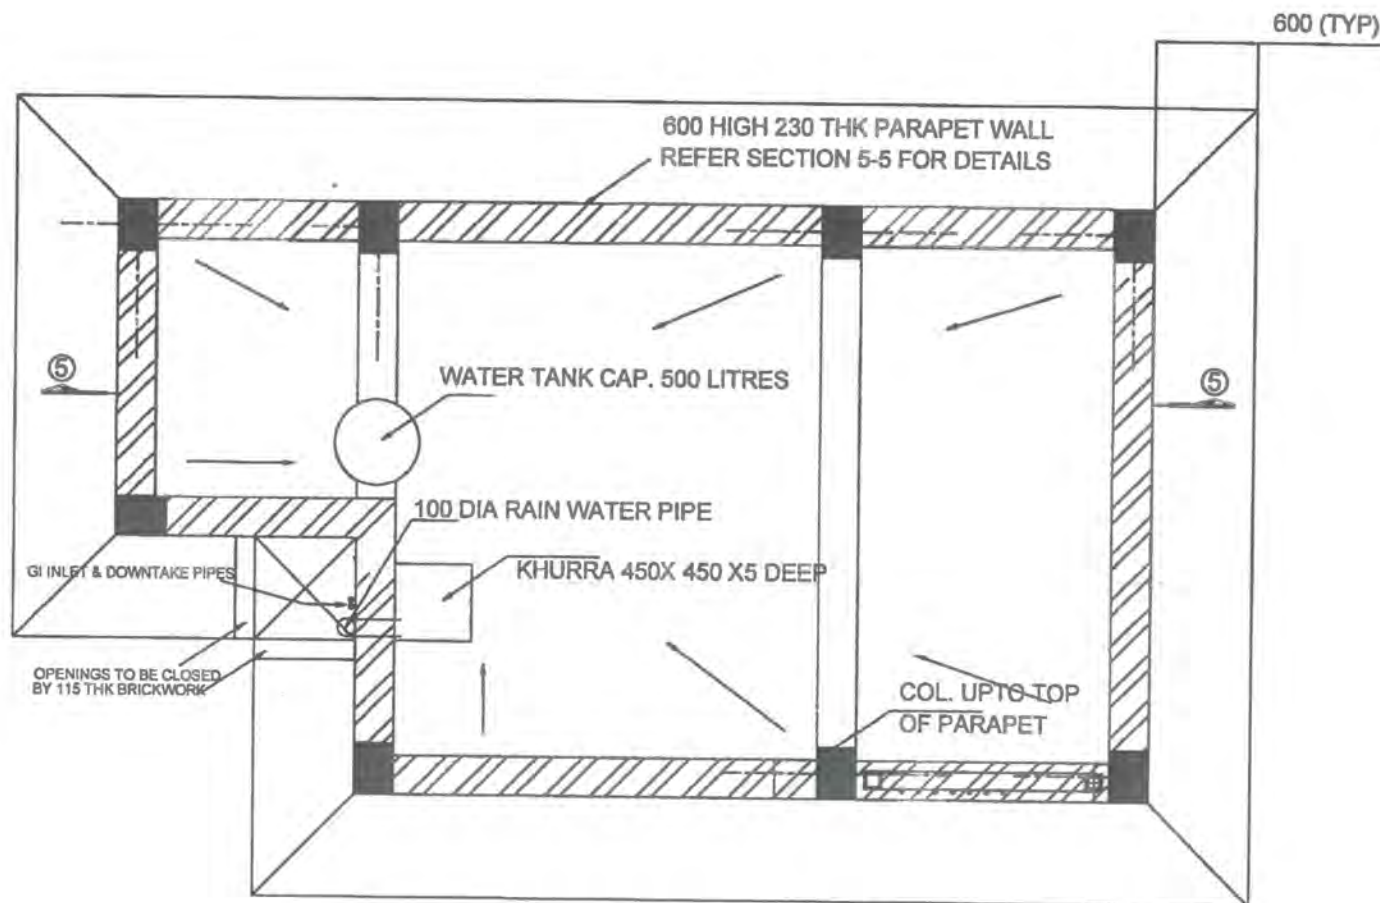 600 (TYP)
600 HIGH 230 THK PARAPET WALL
REFER SECTION 5-5 FOR DETAILS
5
5
WATER TANK CAP. 500 LITRES
100 DIA RAIN WATER PIPE
KHURRA 450X 450 X5 DEEP
GI INLET & DOWNTAKE PIPES
OPENINGS TO BE CLOSED
BY 115 THK BRICKWORK
COL. UPTO TOP
OF PARAPET